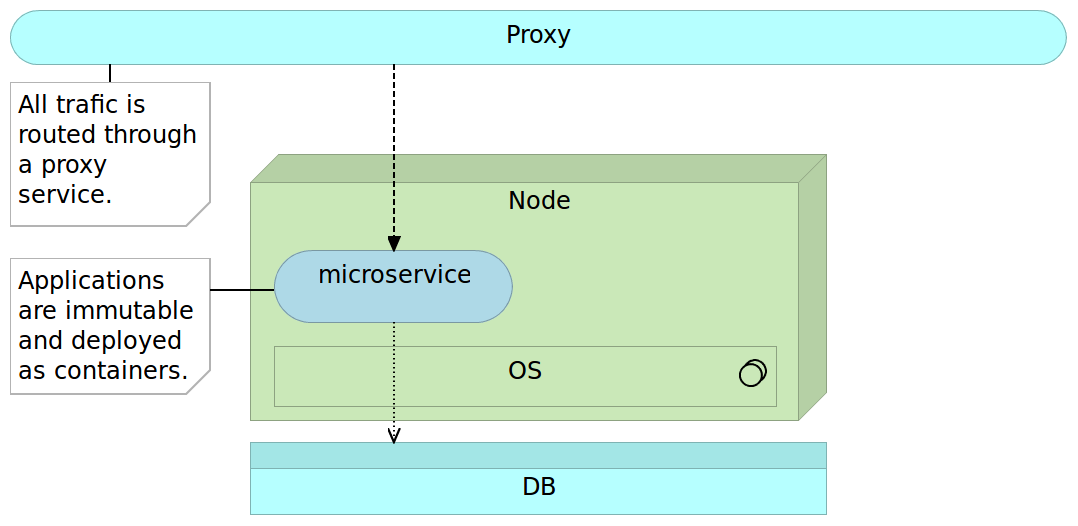 Proxy
All trafic is
routed through
a proxy
service.
Node
microservice
Applications
are immutable
and deployed
as containers.
OS
DB